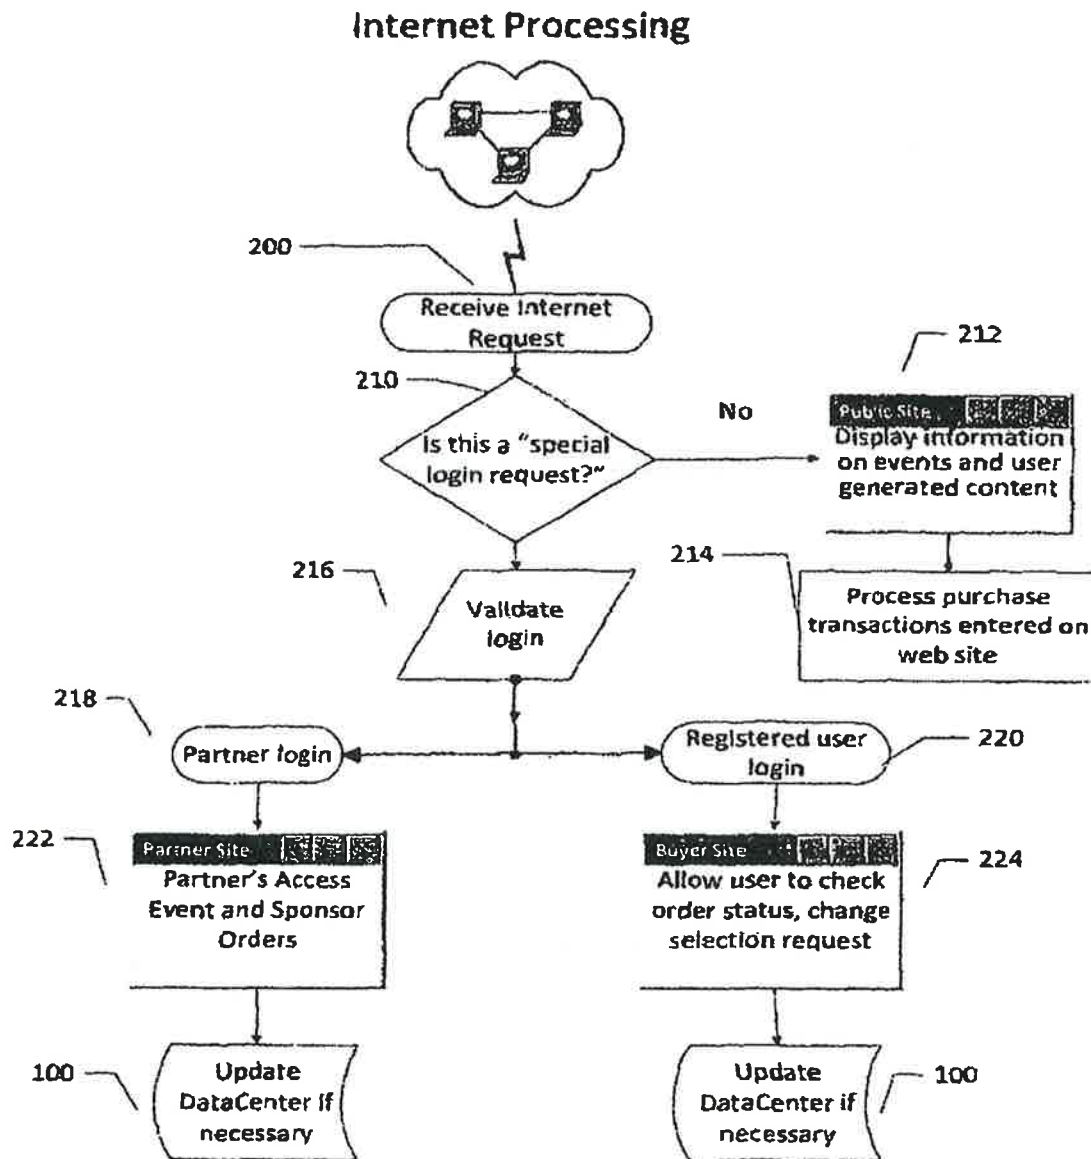 Internet Processing
200
Receive Internet
Request
210
Is this a "special
login request?"
No
212
Public Site
Display information
on events and user
generated content
214
Process purchase
transactions entered on
web site
216
Validate
login
218
Partner login
Registered user
login
220
222
Partner Site
Partner's Access
Event and Sponsor
Orders
Buyer Site
Allow user to check
order status, change
selection request
224
100
Update
DataCenter if
necessary
Update
DataCenter if
necessary
100